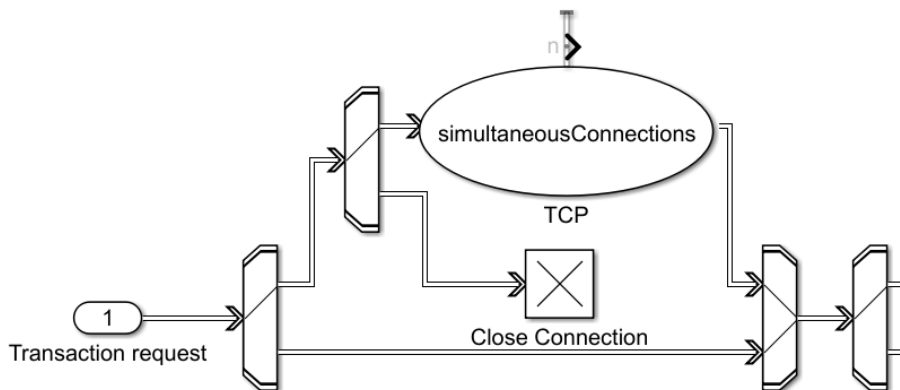 n
simultaneousConnections
TCP
1
Transaction request
Close Connection